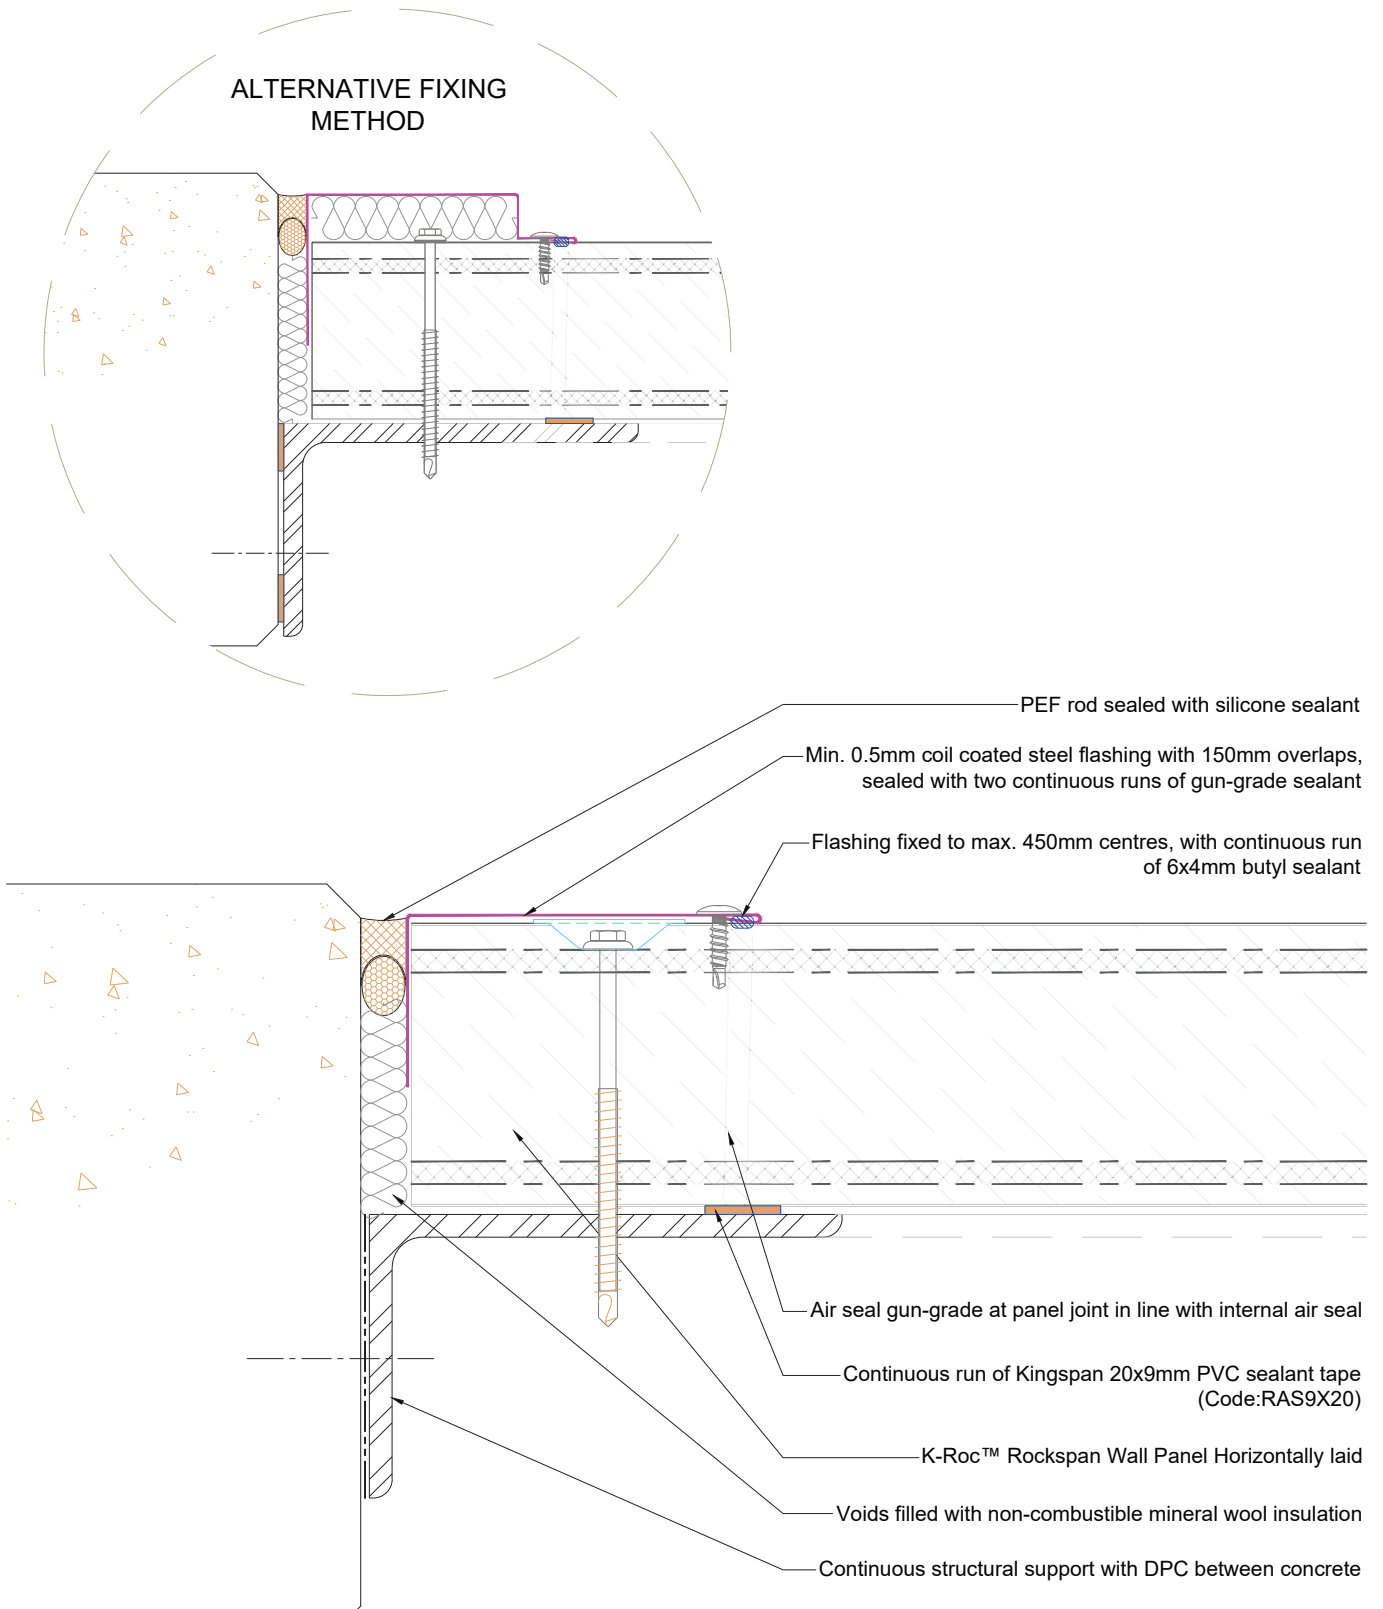 ALTERNATIVE FIXING
METHOD
PEF rod sealed with silicone sealant
Min. 0.5mm coil coated steel flashing with 150mm overlaps,
sealed with two continuous runs of gun-grade sealant
Flashing fixed to max. 450mm centres, with continuous run
of 6x4mm butyl sealant
Air seal gun-grade at panel joint in line with internal air seal
Continuous run of Kingspan 20x9mm PVC sealant tape
(Code:RAS9X20)
K-Roc™ Rockspan Wall Panel Horizontally laid
Voids filled with non-combustible mineral wool insulation
Continuous structural support with DPC between concrete